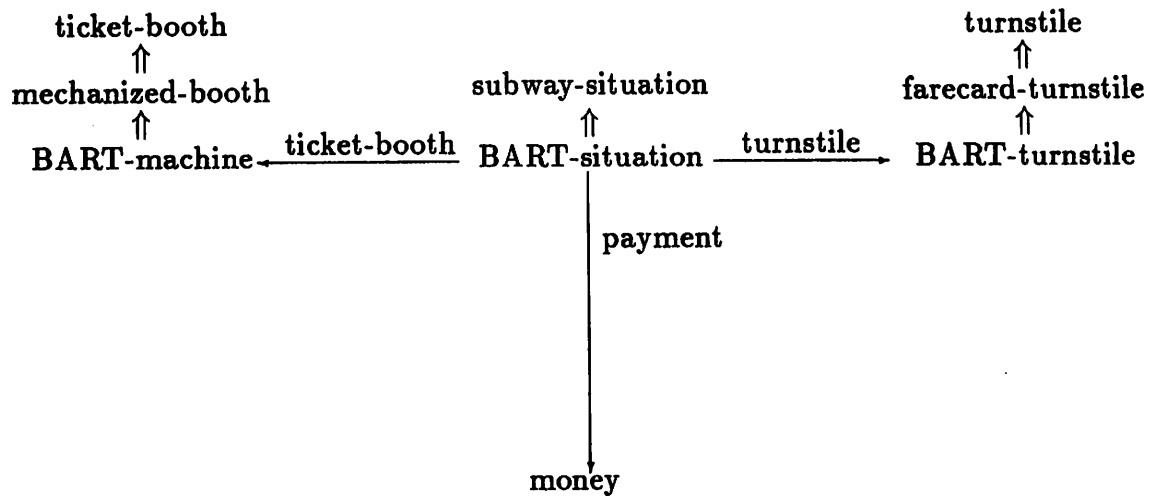 ticket-booth
turnstile
mechanized-booth
subway-situation
farecard-turnstile
ticket-booth
turnstile
BART-machine
BART-situation
BART-turnstile
payment
money